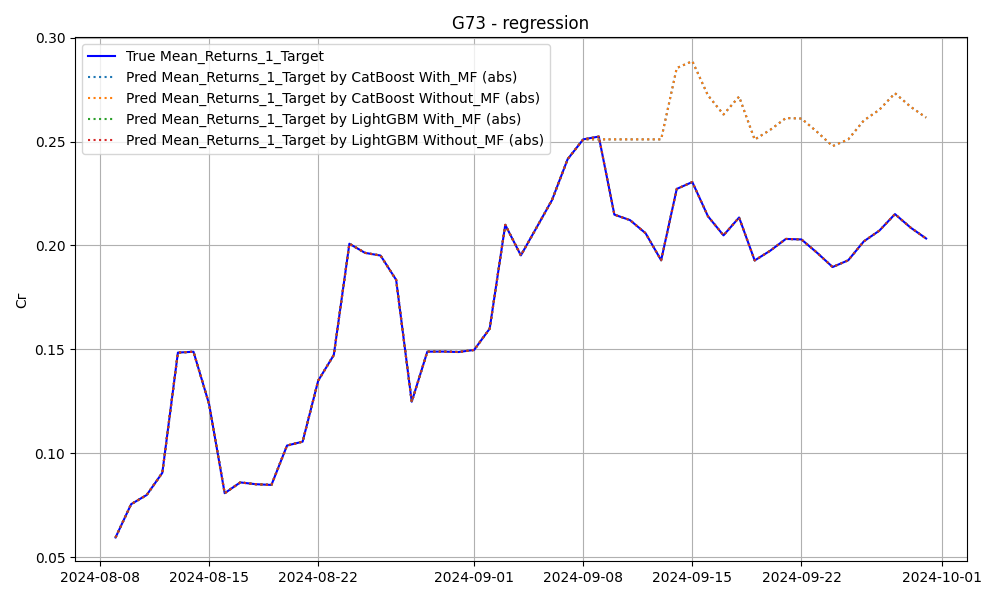 G73 - regression
True Mean_Returns_1_Target
Pred Mean_Returns_1_Target by CatBoost With_MF (abs)
Pred Mean_Returns_1_Target by CatBoost Without_MF (abs)
Pred Mean_Returns_1_Target by LightGBM With_MF (abs)
Pred Mean_Returns_1_Target by LightGBM Without_MF (abs)
0.30
0.25
0.20
0.15
0.10
0.05
Cr
2024-08-08
2024-08-15
2024-08-22
2024-09-01
2024-09-08
2024-09-15
2024-09-22
2024-10-01